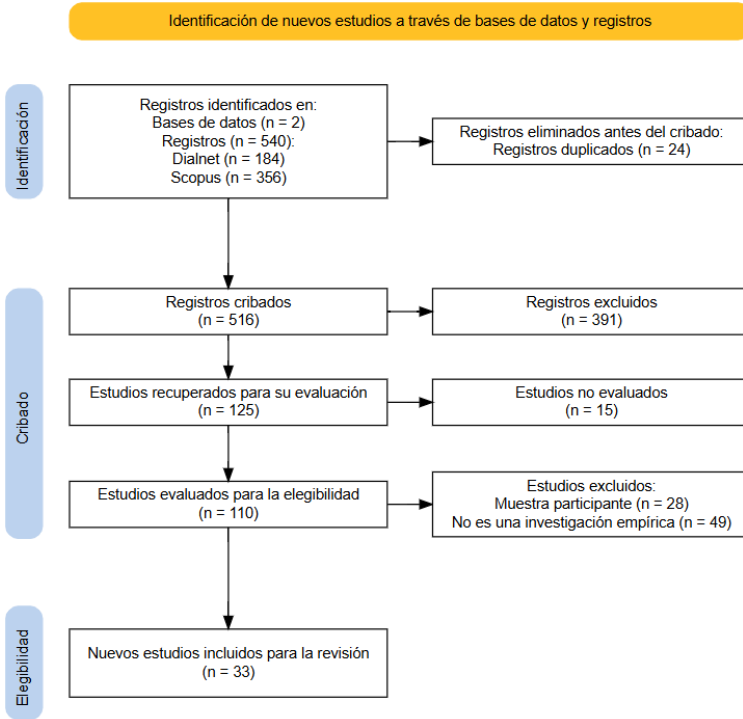 Identificación de nuevos estudios a través de bases de datos y registros
Identificación
Registros identificados en:
Bases de datos (n = 2)
Registros (n = 540):
Dialnet (n = 184)
Scopus (n = 356)
Registros eliminados antes del cribado:
Registros duplicados (n = 24)
Cribado
Registros cribados
(n = 516)
Registros excluidos
(n = 391)
Estudios recuperados para su evaluación
(n = 125)
Estudios no evaluados
(n = 15)
Estudios evaluados para la elegibilidad
(n = 110)
Estudios excluidos:
Muestra participante (n = 28)
No es una investigación empírica (n = 49)
Elegibilidad
Nuevos estudios incluidos para la revisión
(n = 33)